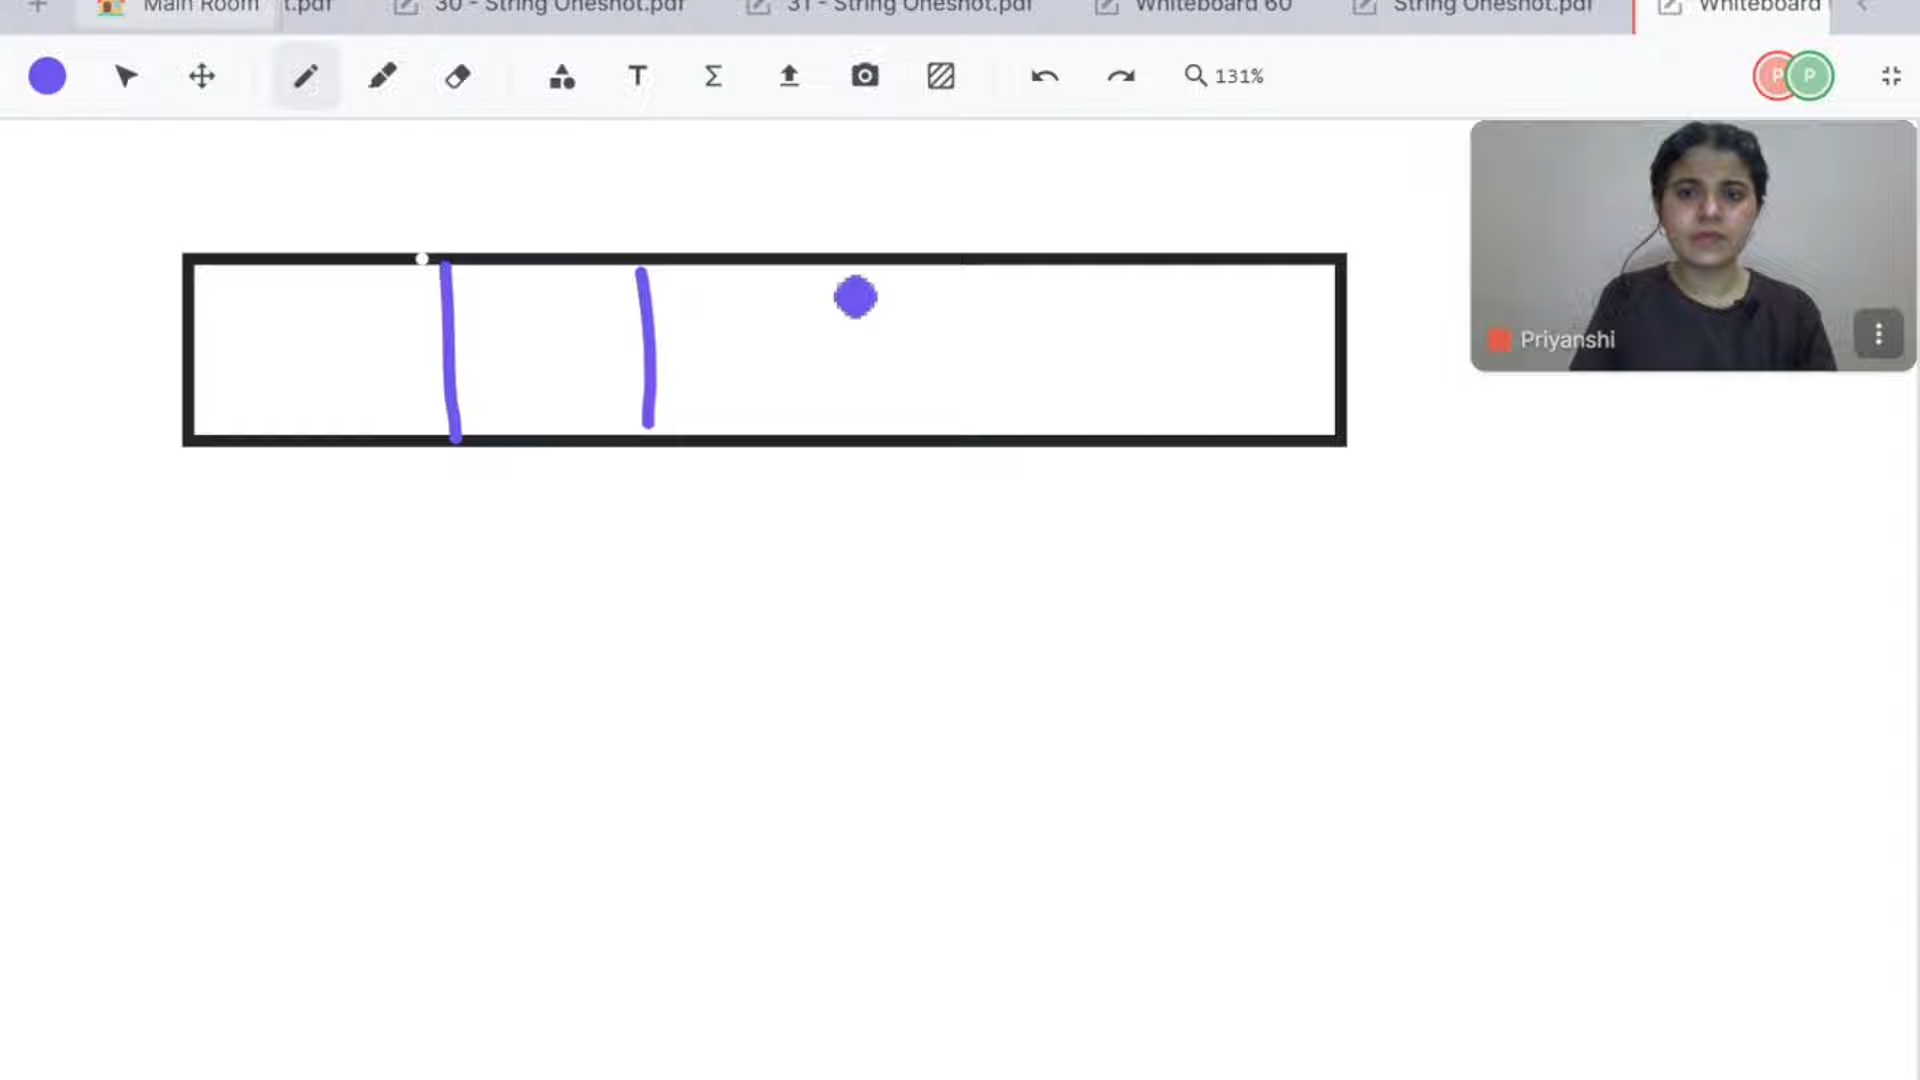 Main Room
t.pdf
30 - String Oneshot.pdf
31 - String Oneshot.pdf
Whiteboard 60
String Oneshot.pdf
Whiteboard
T
Σ
131%
P
P
Priyanshi